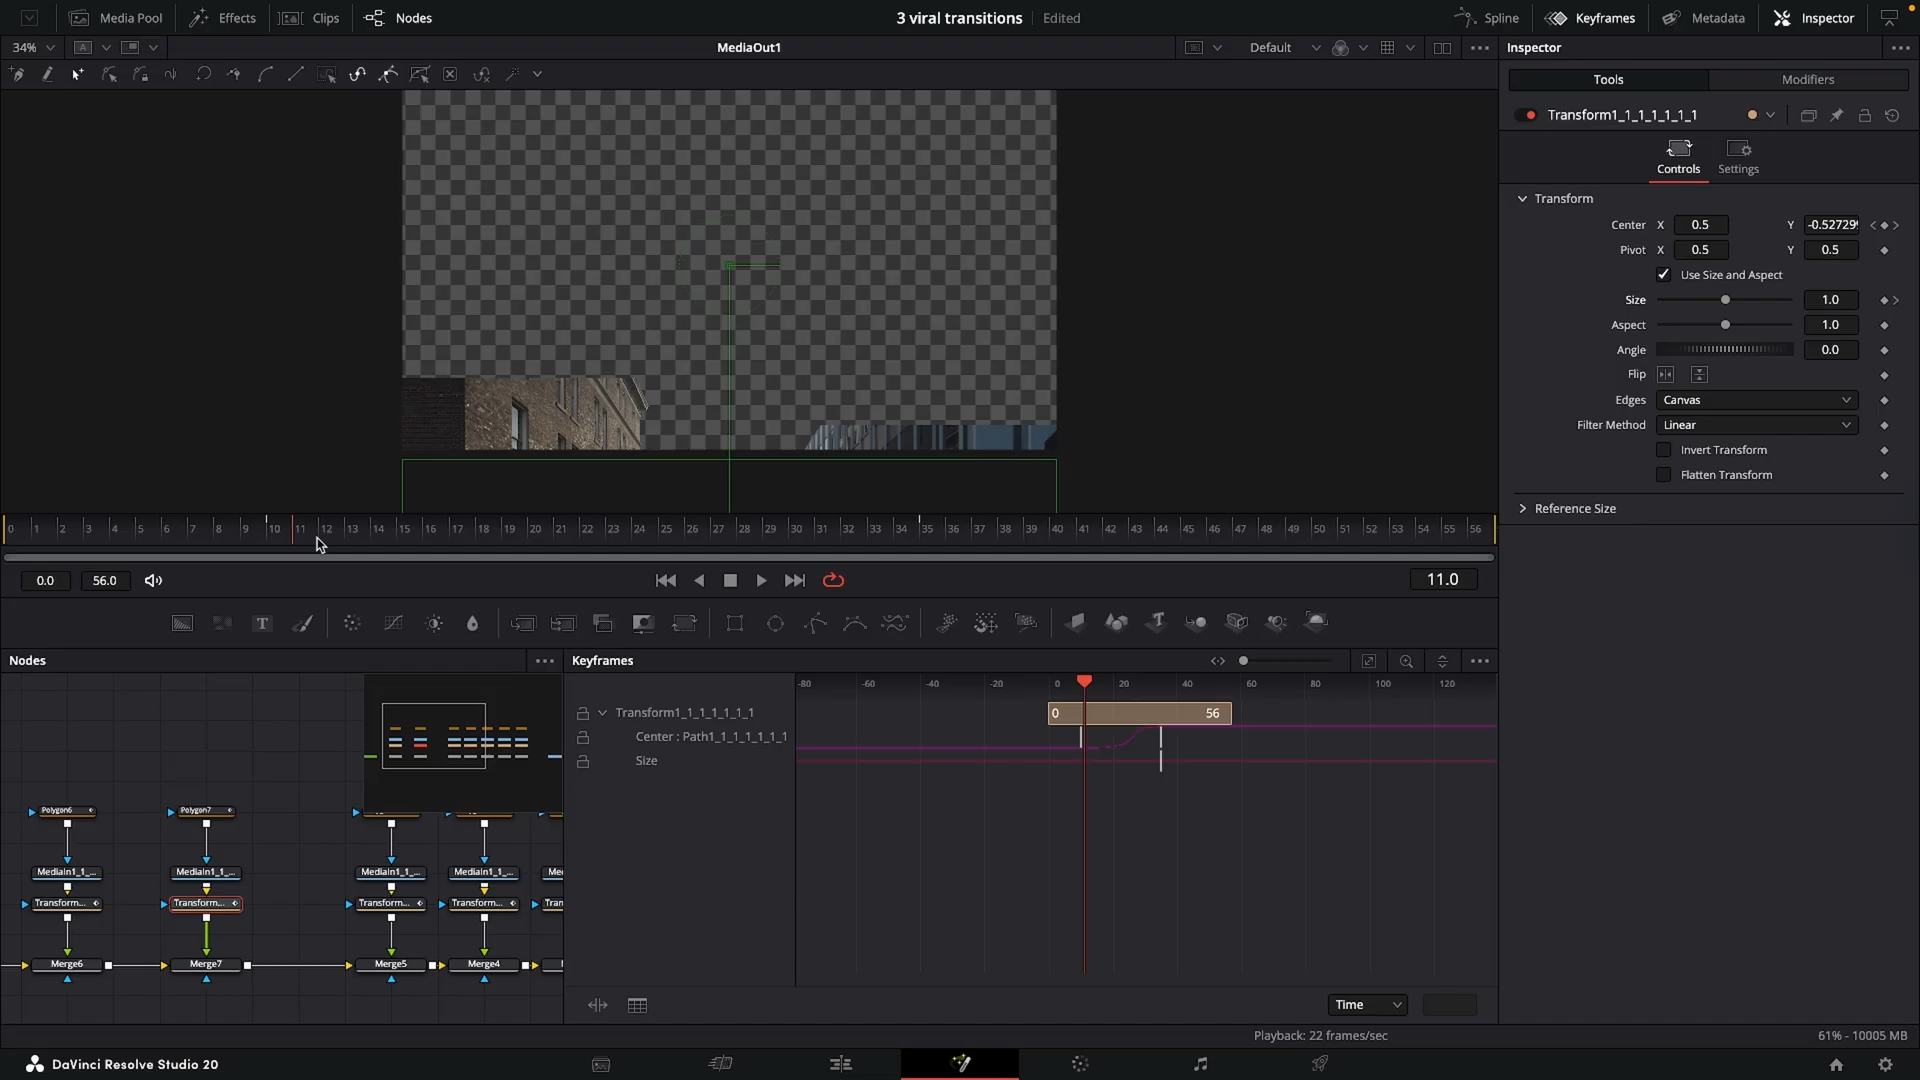 Media Pool
Effects
Clips
Nodes
3 viral transitions
Edited
Spline
Keyframes
Metadata
Inspector
34%
A
MediaOut1
Default
Inspector
Tools
Modifiers
Transform1_1_1_1_1_1_1
Controls
Settings
Transform
Center X 0.5 Y -0.52729
Pivot X 0.5 Y 0.5
Use Size and Aspect
Size 1.0
Aspect 1.0
Angle 0.0
Flip
Edges Canvas
Filter Method Linear
Invert Transform
Flatten Transform
Reference Size
0 1 2 3 4 5 6 7 8 9 10 11 12 13 14 15 16 17 18 19 20 21 22 23 24 25 26 27 28 29 30 31 32 33 34 35 36 37 38 39 40 41 42 43 44 45 46 47 48 49 50 51 52 53 54 55 56
0.0
56.0
11.0
T
T
Nodes
Keyframes
-80 -60 -40 -20 0 20 40 60 80 100 120
Transform1_1_1_1_1_1_1
0 56
Center : Path1_1_1_1_1_1_1
Size
Polygon6
Polygon7
MediaIn1_1_...
MediaIn1_1_...
MediaIn1_1_...
MediaIn1_1_...
Transform...
Transform...
Transform...
Transform...
Merge6
Merge7
Merge5
Merge4
Time
Playback: 22 frames/sec
61% - 10005 MB
DaVinci Resolve Studio 20